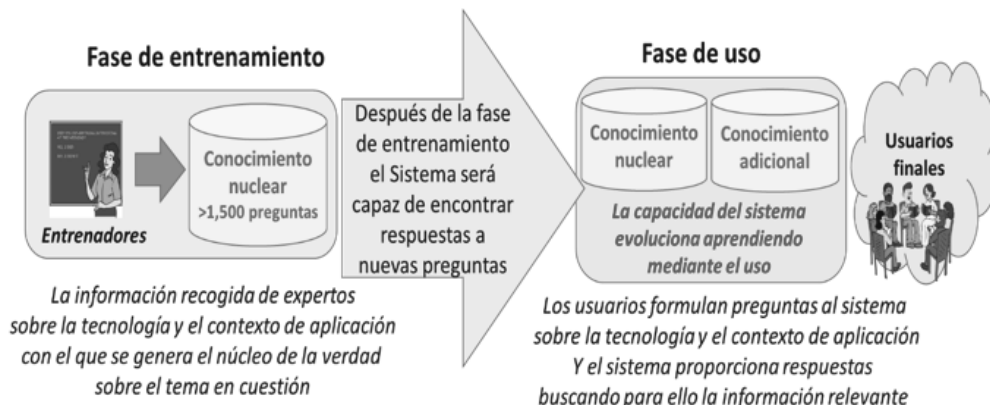 Fase de entrenamiento
Conocimiento
nuclear
>1,500 preguntas
Entrenadores
La información recogida de expertos
sobre la tecnología y el contexto de aplicación
con el que se genera el núcleo de la verdad
sobre el tema en cuestión
Después de la fase
de entrenamiento
el Sistema será
capaz de encontrar
respuestas a
nuevas preguntas
Fase de uso
Conocimiento
nuclear
Conocimiento
adicional
La capacidad del sistema
evoluciona aprendiendo
mediante el uso
Usuarios
finales
Los usuarios formulan preguntas al sistema
sobre la tecnología y el contexto de aplicación
Y el sistema proporciona respuestas
buscando para ello la información relevante